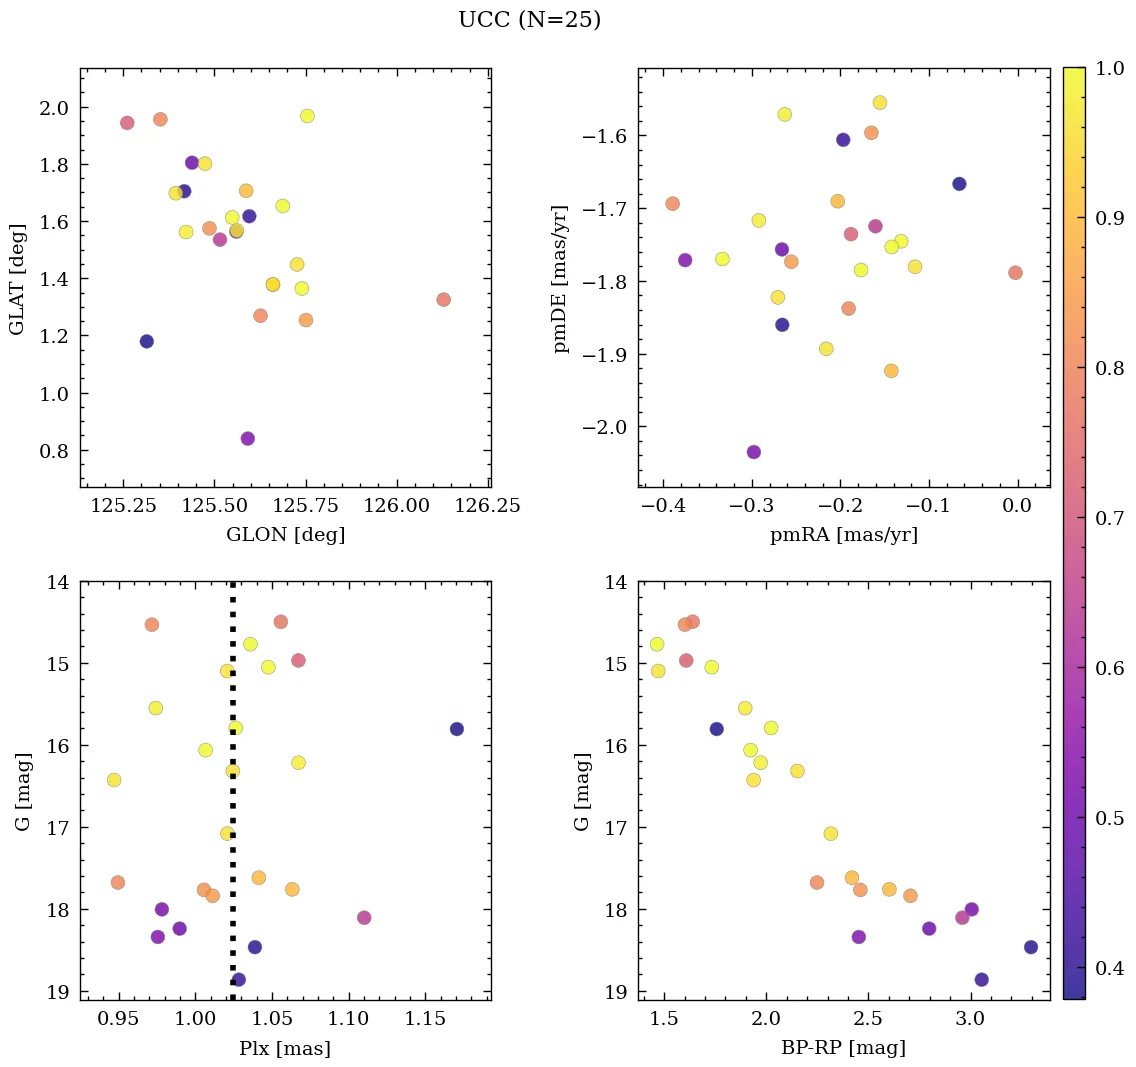 UCC (N=25)
2.0
1.8
1.6
1.4
1.2
1.0
0.8
GLAT [deg]
125.25 125.50 125.75 126.00 126.25
GLON [deg]
−1.6
−1.7
−1.8
−1.9
−2.0
pmDE [mas/yr]
−0.4 −0.3 −0.2 −0.1 0.0
pmRA [mas/yr]
1.0
0.9
0.8
0.7
0.6
0.5
0.4
14
15
16
17
18
19
G [mag]
0.95 1.00 1.05 1.10 1.15
Plx [mas]
14
15
16
17
18
19
G [mag]
1.5 2.0 2.5 3.0
BP-RP [mag]